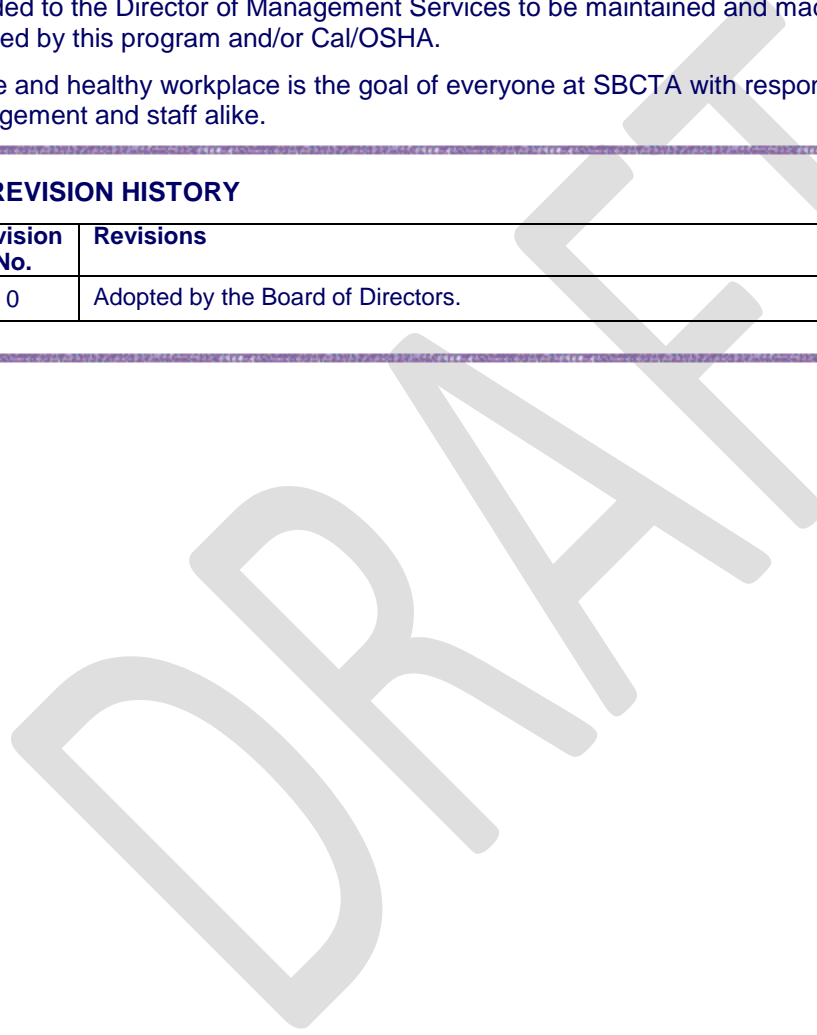 ded to the Director of Management Services to be maintained and mad
ed by this program and/or Cal/OSHA.
e and healthy workplace is the goal of everyone at SBCTA with respon
gement and staff alike.
REVISION HISTORY
vision Revisions
No.
0 Adopted by the Board of Directors.
DRAFT